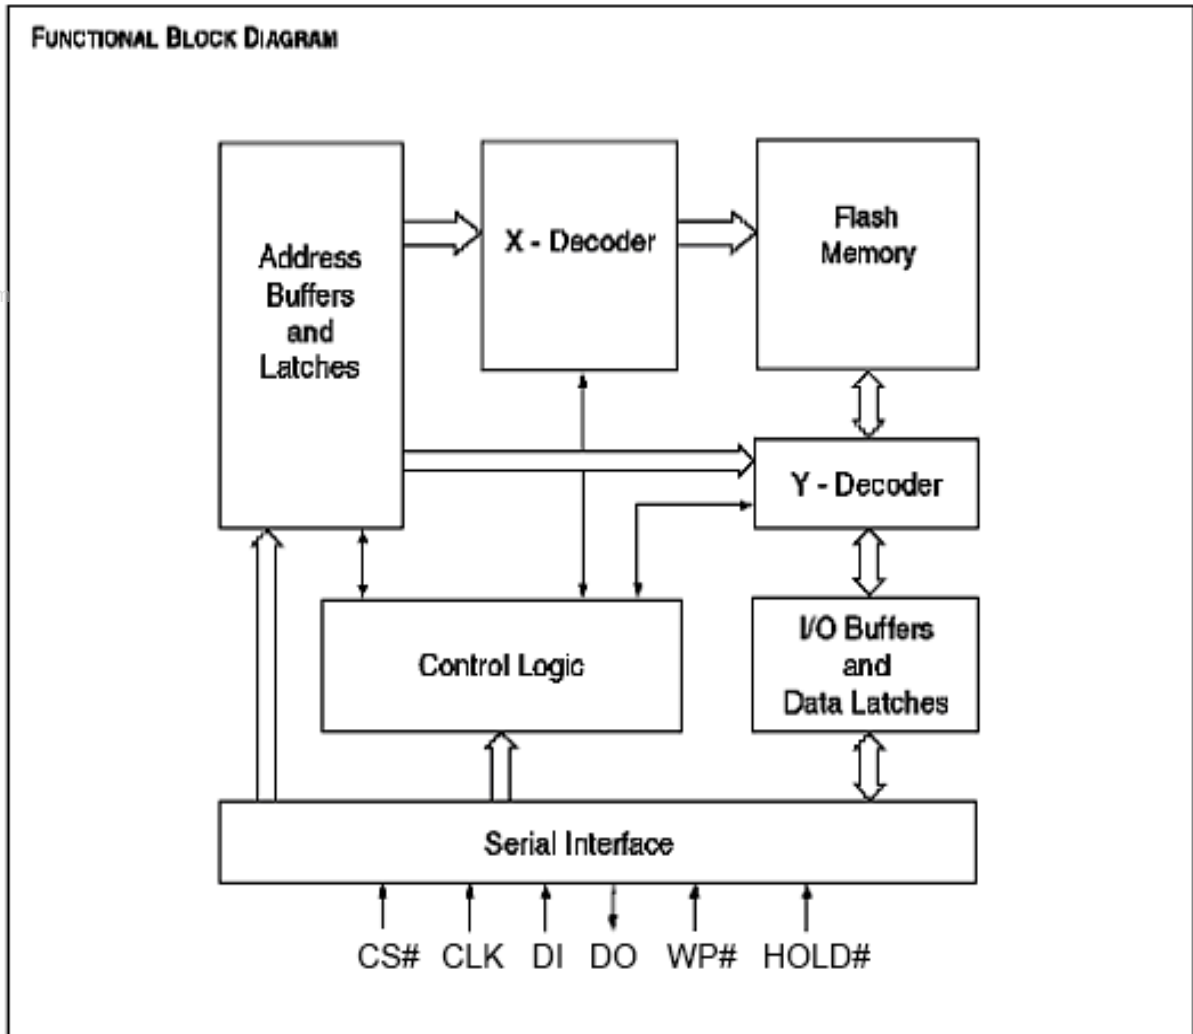 FUNCTIONAL BLOCK DIAGRAM
Address
Buffers
and
Latches
X - Decoder
Flash
Memory
Y - Decoder
Control Logic
I/O Buffers
and
Data Latches
Serial Interface
CS# CLK DI DO WP# HOLD#